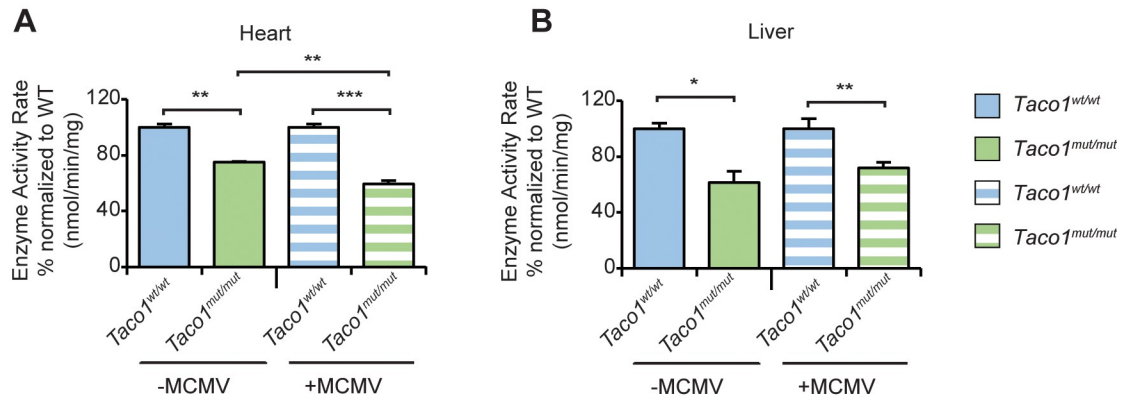 A
Heart
Enzyme Activity Rate
% normalized to WT
(nmol/min/mg)
120
80
40
0
**
**
***
Taco1wt/wt
Taco1mut/mut
Taco1wt/wt
Taco1mut/mut
-MCMV
+MCMV
B
Liver
Enzyme Activity Rate
% normalized to WT
(nmol/min/mg)
120
80
40
0
*
**
Taco1wt/wt
Taco1mut/mut
Taco1wt/wt
Taco1mut/mut
-MCMV
+MCMV
Taco1wt/wt
Taco1mut/mut
Taco1wt/wt
Taco1mut/mut